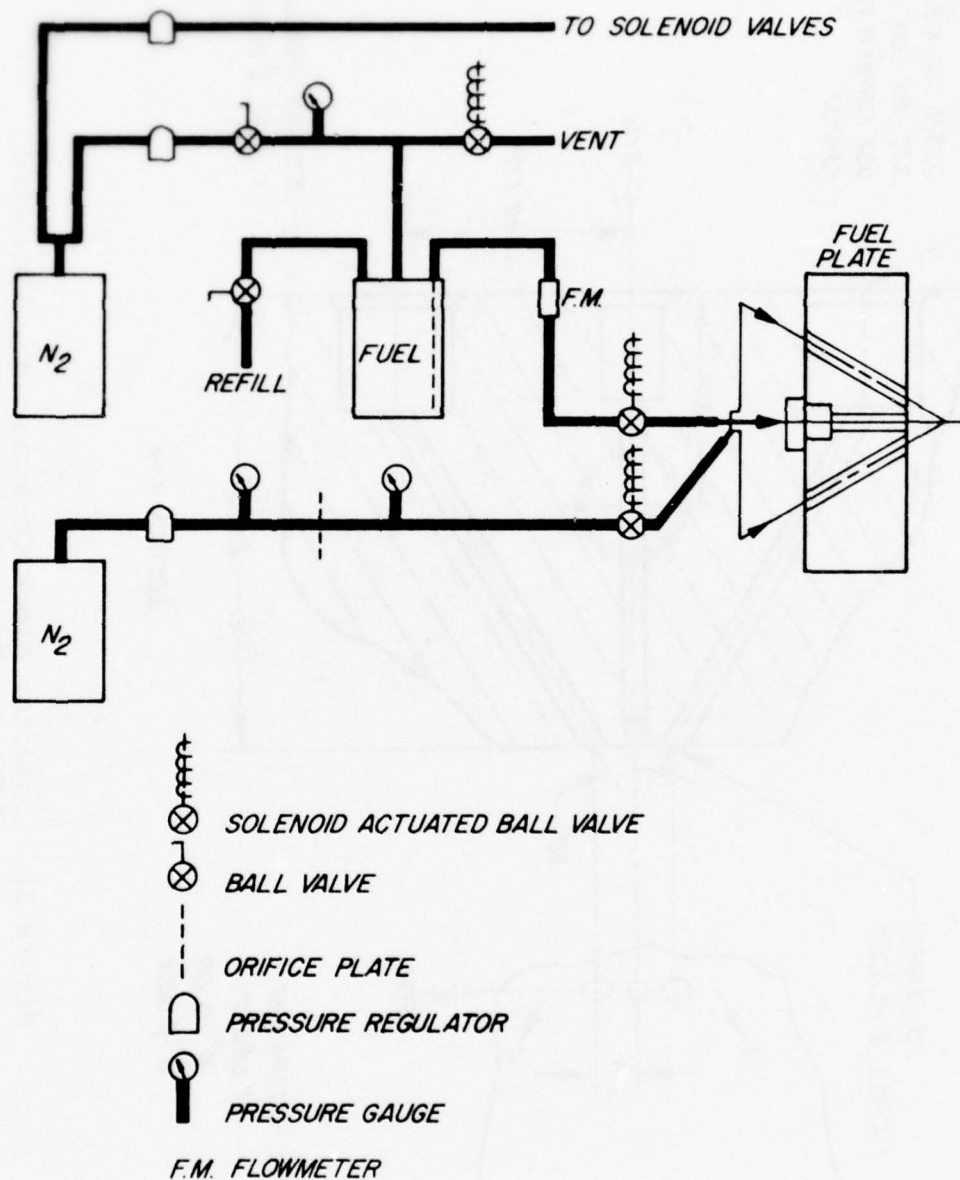 TO SOLENOID VALVES
VENT
FUEL
PLATE
F.M.
N2
FUEL
REFILL
N2
SOLENOID ACTUATED BALL VALVE
BALL VALVE
ORIFICE PLATE
PRESSURE REGULATOR
PRESSURE GAUGE
F.M. FLOWMETER